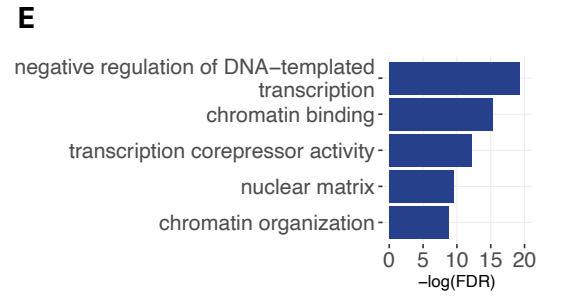 E
negative regulation of DNA−templated
transcription
chromatin binding
transcription corepressor activity
nuclear matrix
chromatin organization
0 5 10 15 20
−log(FDR)